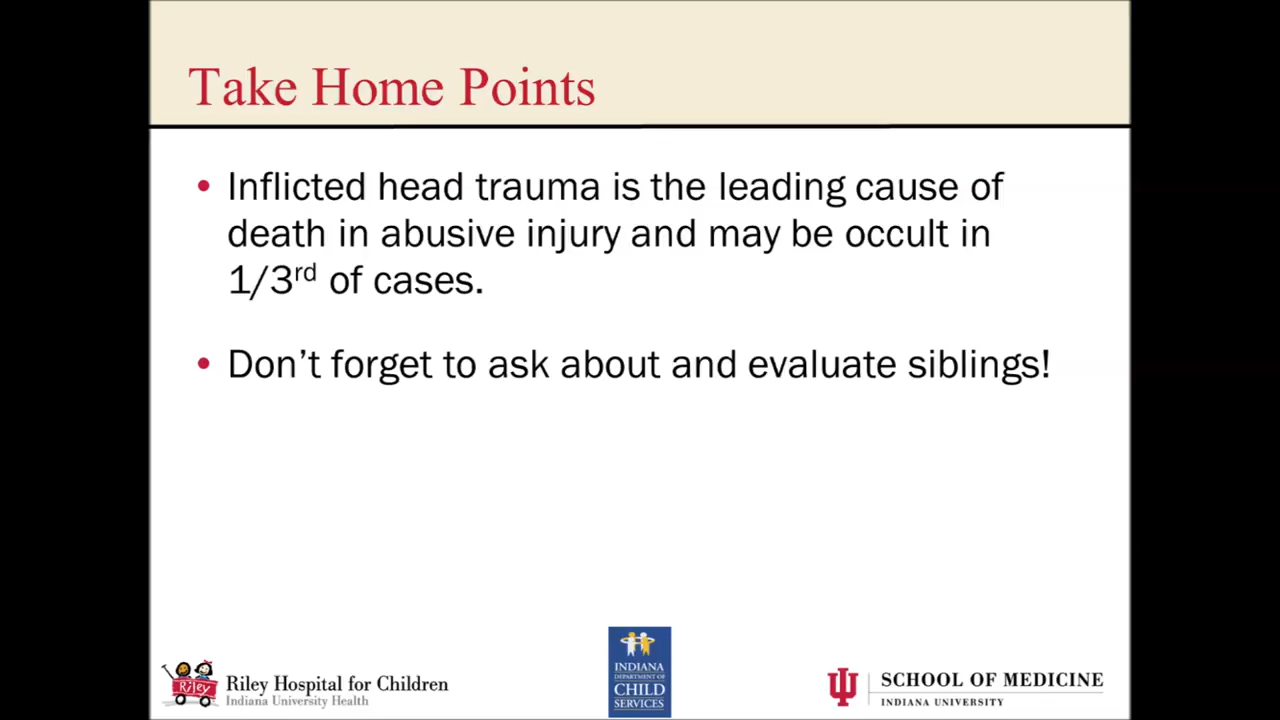 Take Home Points
• Inflicted head trauma is the leading cause of
death in abusive injury and may be occult in
1/3rd of cases.
• Don't forget to ask about and evaluate siblings!
Riley
Riley Hospital for Children
Indiana University Health
INDIANA
DEPARTMENT OF
CHILD
SERVICES
SCHOOL OF MEDICINE
INDIANA UNIVERSITY